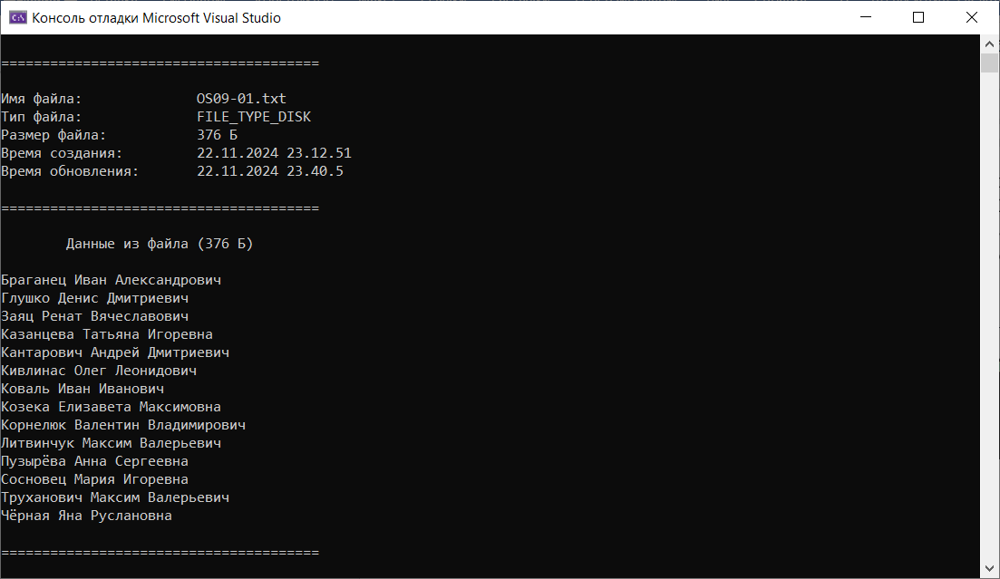 Консоль отладки Microsoft Visual Studio
=======================================
Имя файла: OS09-01.txt
Тип файла: FILE_TYPE_DISK
Размер файла: 376 Б
Время создания: 22.11.2024 23.12.51
Время обновления: 22.11.2024 23.40.5
=======================================
Данные из файла (376 Б)
Браганец Иван Александрович
Глушко Денис Дмитриевич
Заяц Ренат Вячеславович
Казанцева Татьяна Игоревна
Кантарович Андрей Дмитриевич
Кивлинас Олег Леонидович
Коваль Иван Иванович
Козека Елизавета Максимовна
Корнелюк Валентин Владимирович
Литвинчук Максим Валерьевич
Пузырёва Анна Сергеевна
Сосновец Мария Игоревна
Труханович Максим Валерьевич
Чёрная Яна Руслановна
=======================================